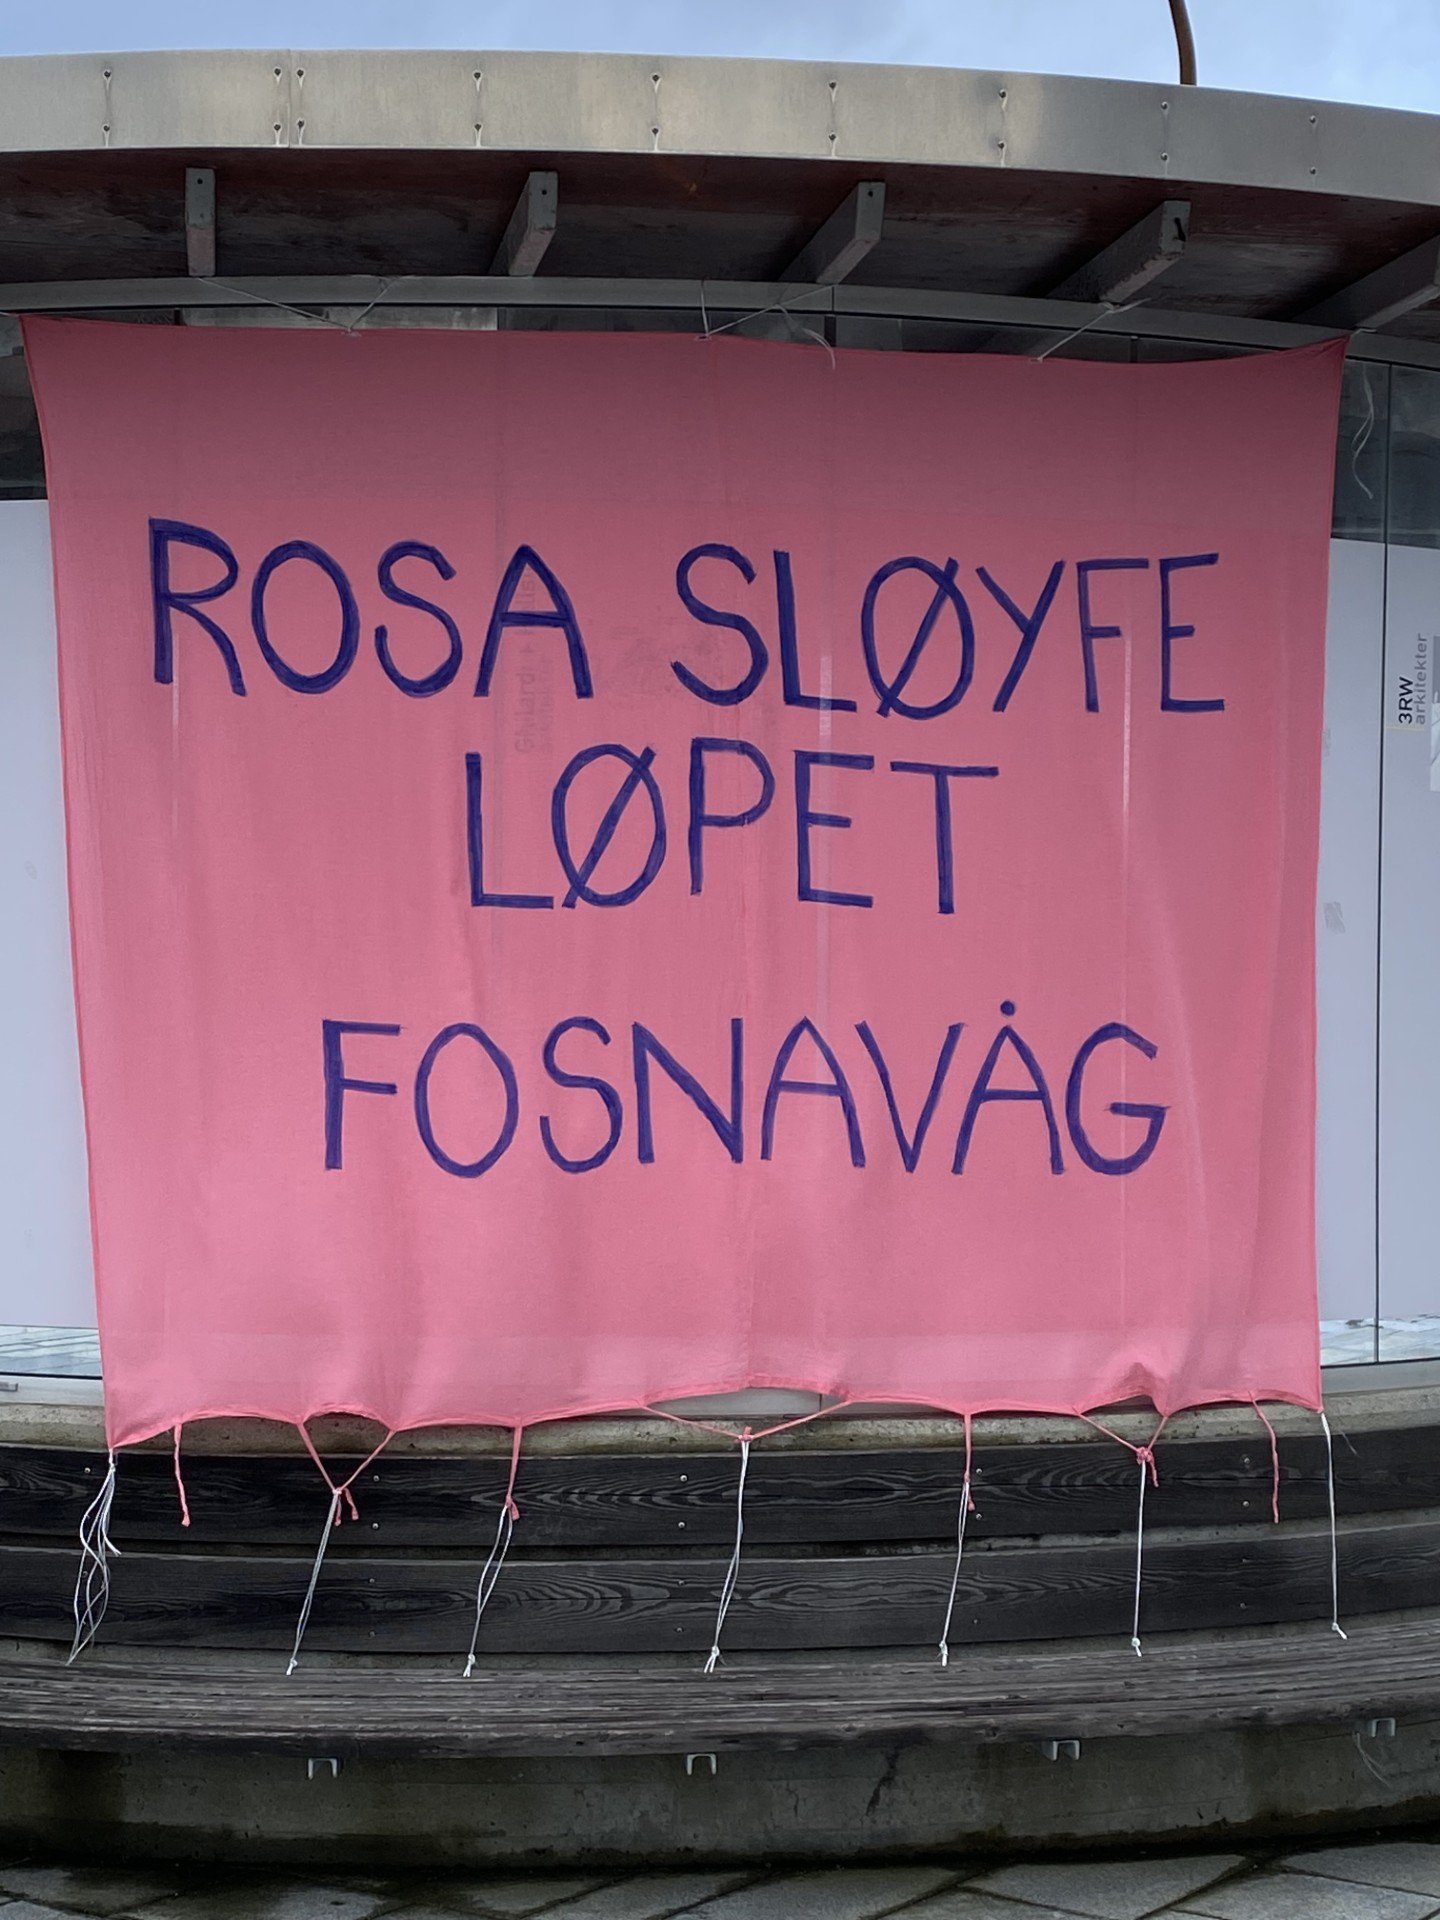 ROSA SLØYFE
LØPET
FOSNAVÅG
3RW
arkitekter